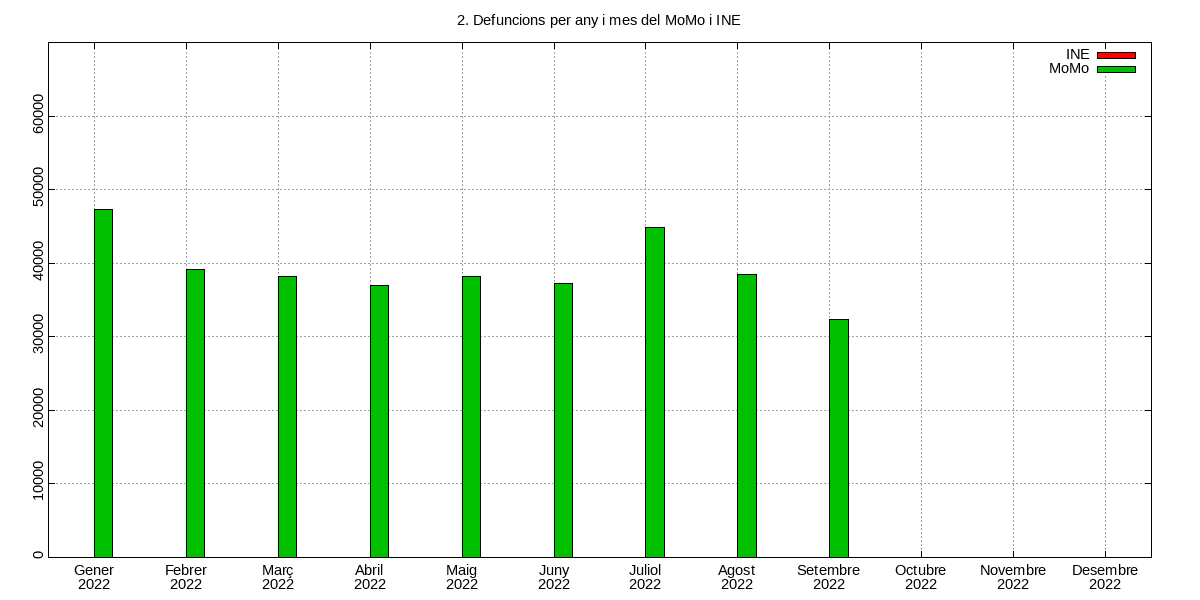 2. Defuncions per any i mes del MoMo i INE
INE
MoMo
60000
50000
40000
30000
20000
10000
0
Gener
2022
Febrer
2022
Març
2022
Abril
2022
Maig
2022
Juny
2022
Juliol
2022
Agost
2022
Setembre
2022
Octubre
2022
Novembre
2022
Desembre
2022